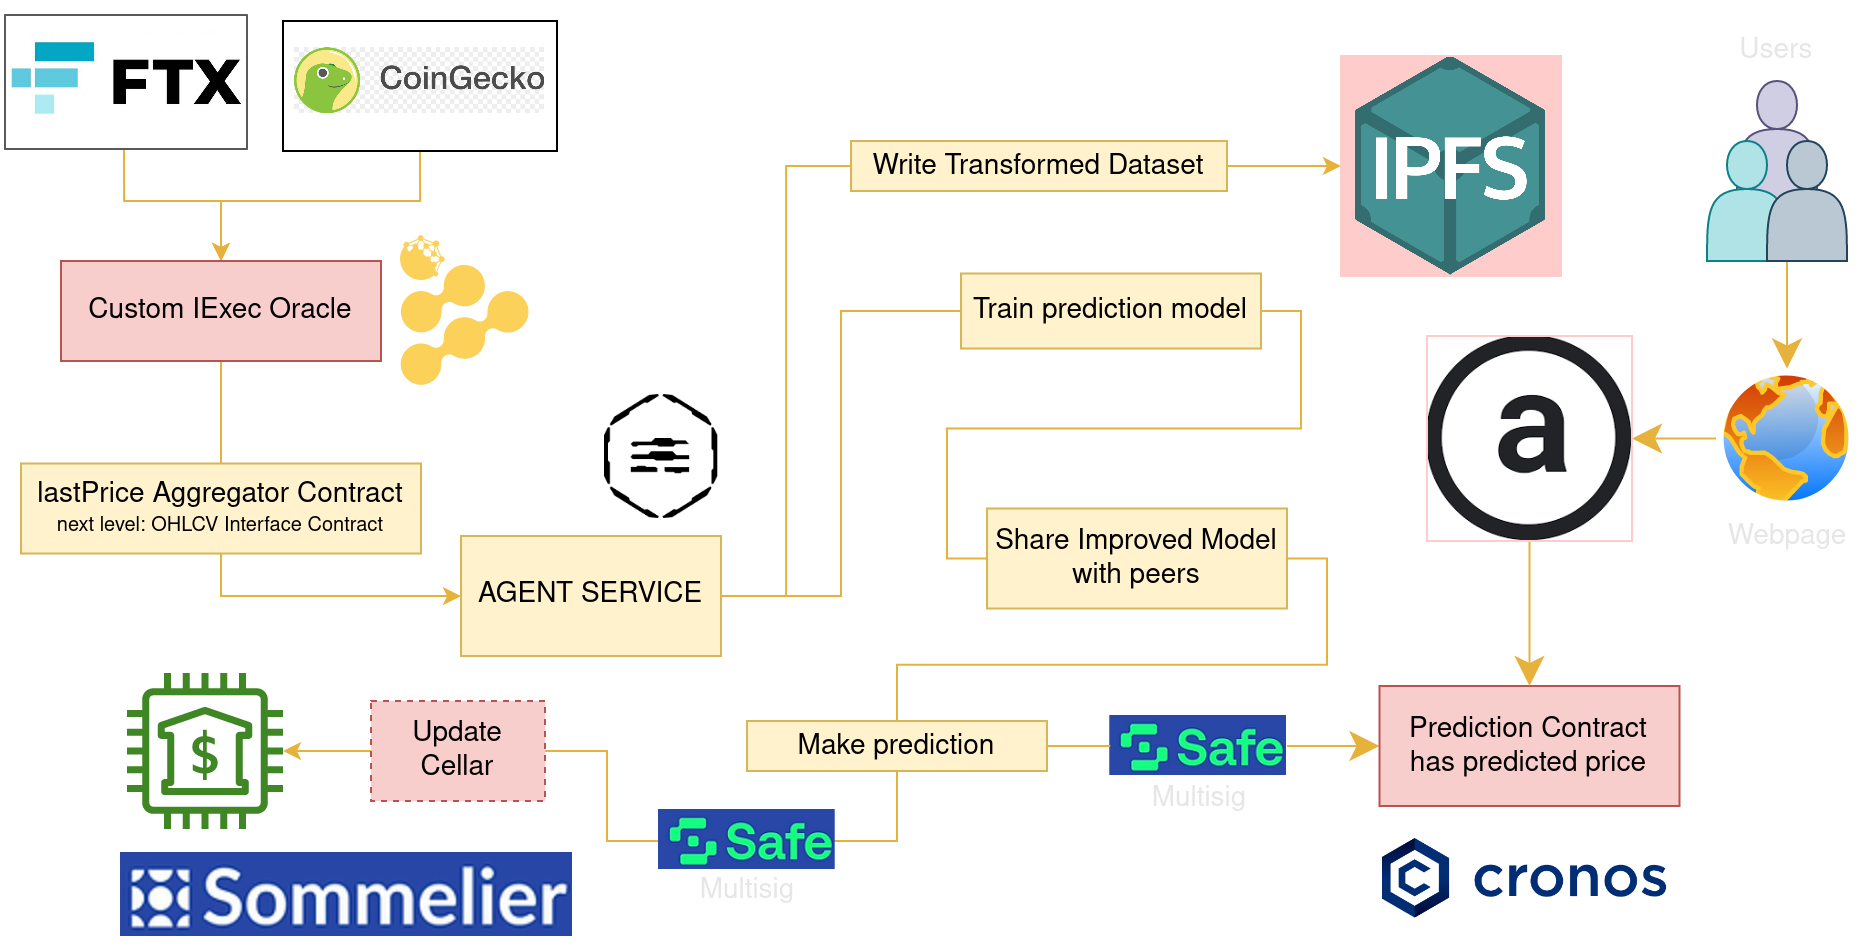 FTX
CoinGecko
Users
Write Transformed Dataset
IPFS
Custom IExec Oracle
Train prediction model
a
lastPrice Aggregator Contract
next level: OHLCV Interface Contract
Share Improved Model
with peers
Webpage
AGENT SERVICE
Update
Cellar
$
Make prediction
Safe
Multisig
Prediction Contract
has predicted price
Safe
Multisig
Sommelier
cronos